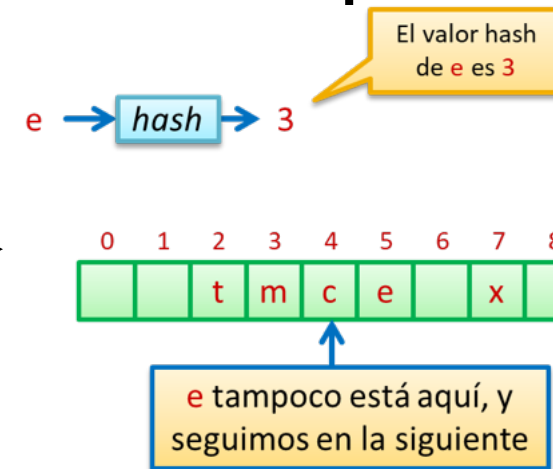 El valor hash
de e es 3
e hash 3
0 1 2 3 4 5 6 7 8
t m c e x
e tampoco está aquí, y
seguimos en la siguiente